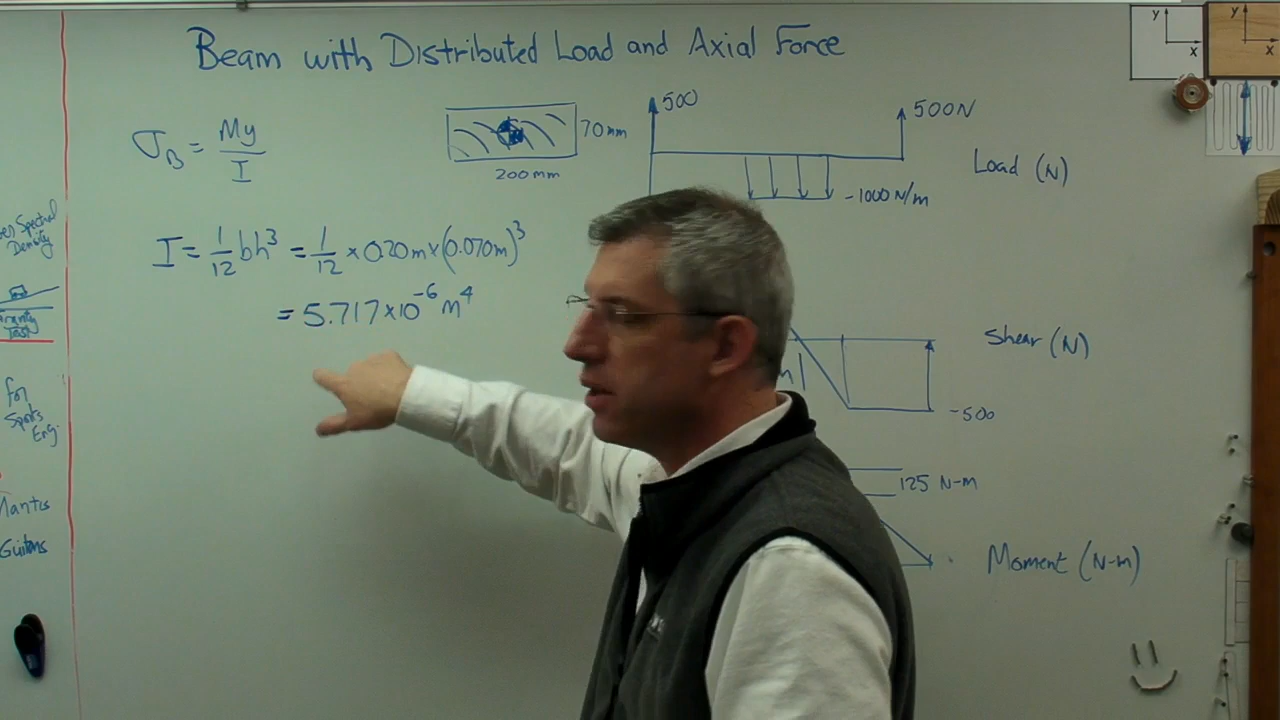 Beam with Distributed Load and Axial Force
σ_B = My/I
70mm
200mm
500
500N
-1000 N/m
Load (N)
I = 1/12 bh³ = 1/12 × 0.20m × (0.070m)³
= 5.717×10⁻⁶ m⁴
Shear (N)
-500
125 N-m
Moment (N-m)
Spectral
Density
for
Sports
Eng.
Mantis
Guitars
y
x
y
x